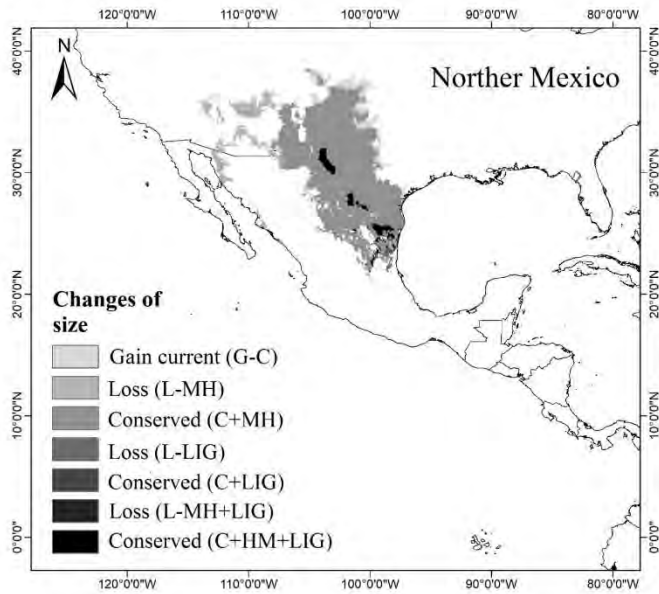 120°0'0"W 110°0'0"W 100°0'0"W 90°0'0"W 80°0'0"W
N
Norther Mexico
40°0'0"N 40°0'0"N
30°0'0"N 30°0'0"N
20°0'0"N 20°0'0"N
10°0'0"N 10°0'0"N
0°0'0" 0°0'0"
Changes of
size
Gain current (G-C)
Loss (L-MH)
Conserved (C+MH)
Loss (L-LIG)
Conserved (C+LIG)
Loss (L-MH+LIG)
Conserved (C+HM+LIG)
120°0'0"W 110°0'0"W 100°0'0"W 90°0'0"W 80°0'0"W